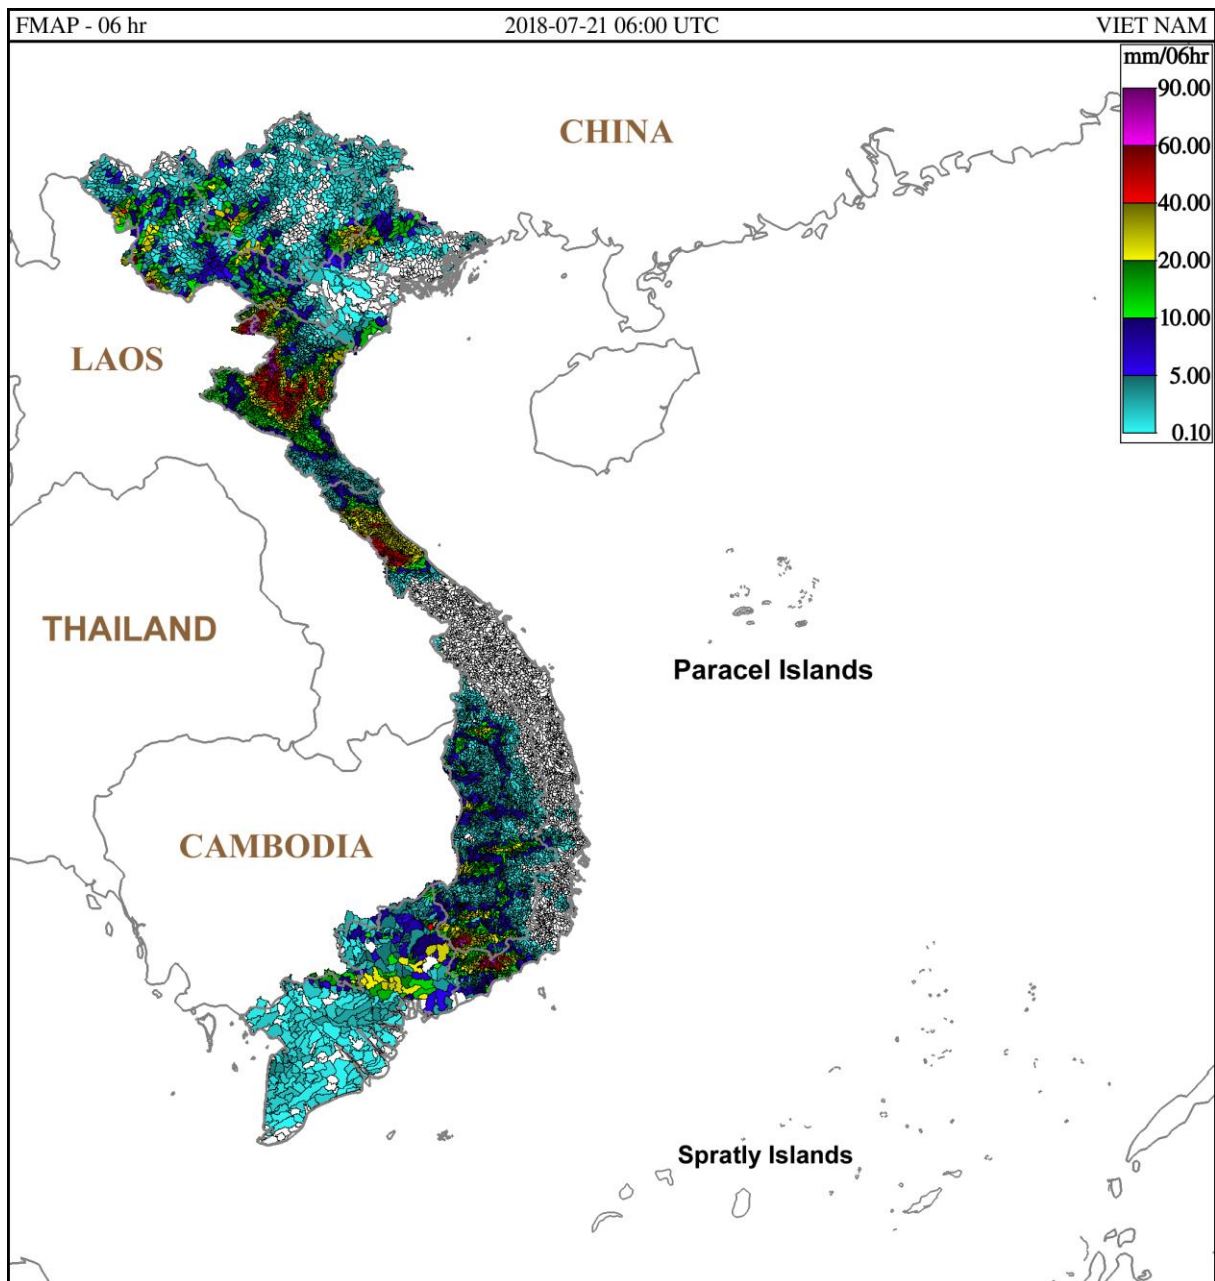 FMAP - 06 hr 2018-07-21 06:00 UTC VIET NAM
mm/06hr
90.00
CHINA
60.00
40.00
20.00
10.00
LAOS
5.00
0.10
THAILAND
Paracel Islands
CAMBODIA
Spratly Islands